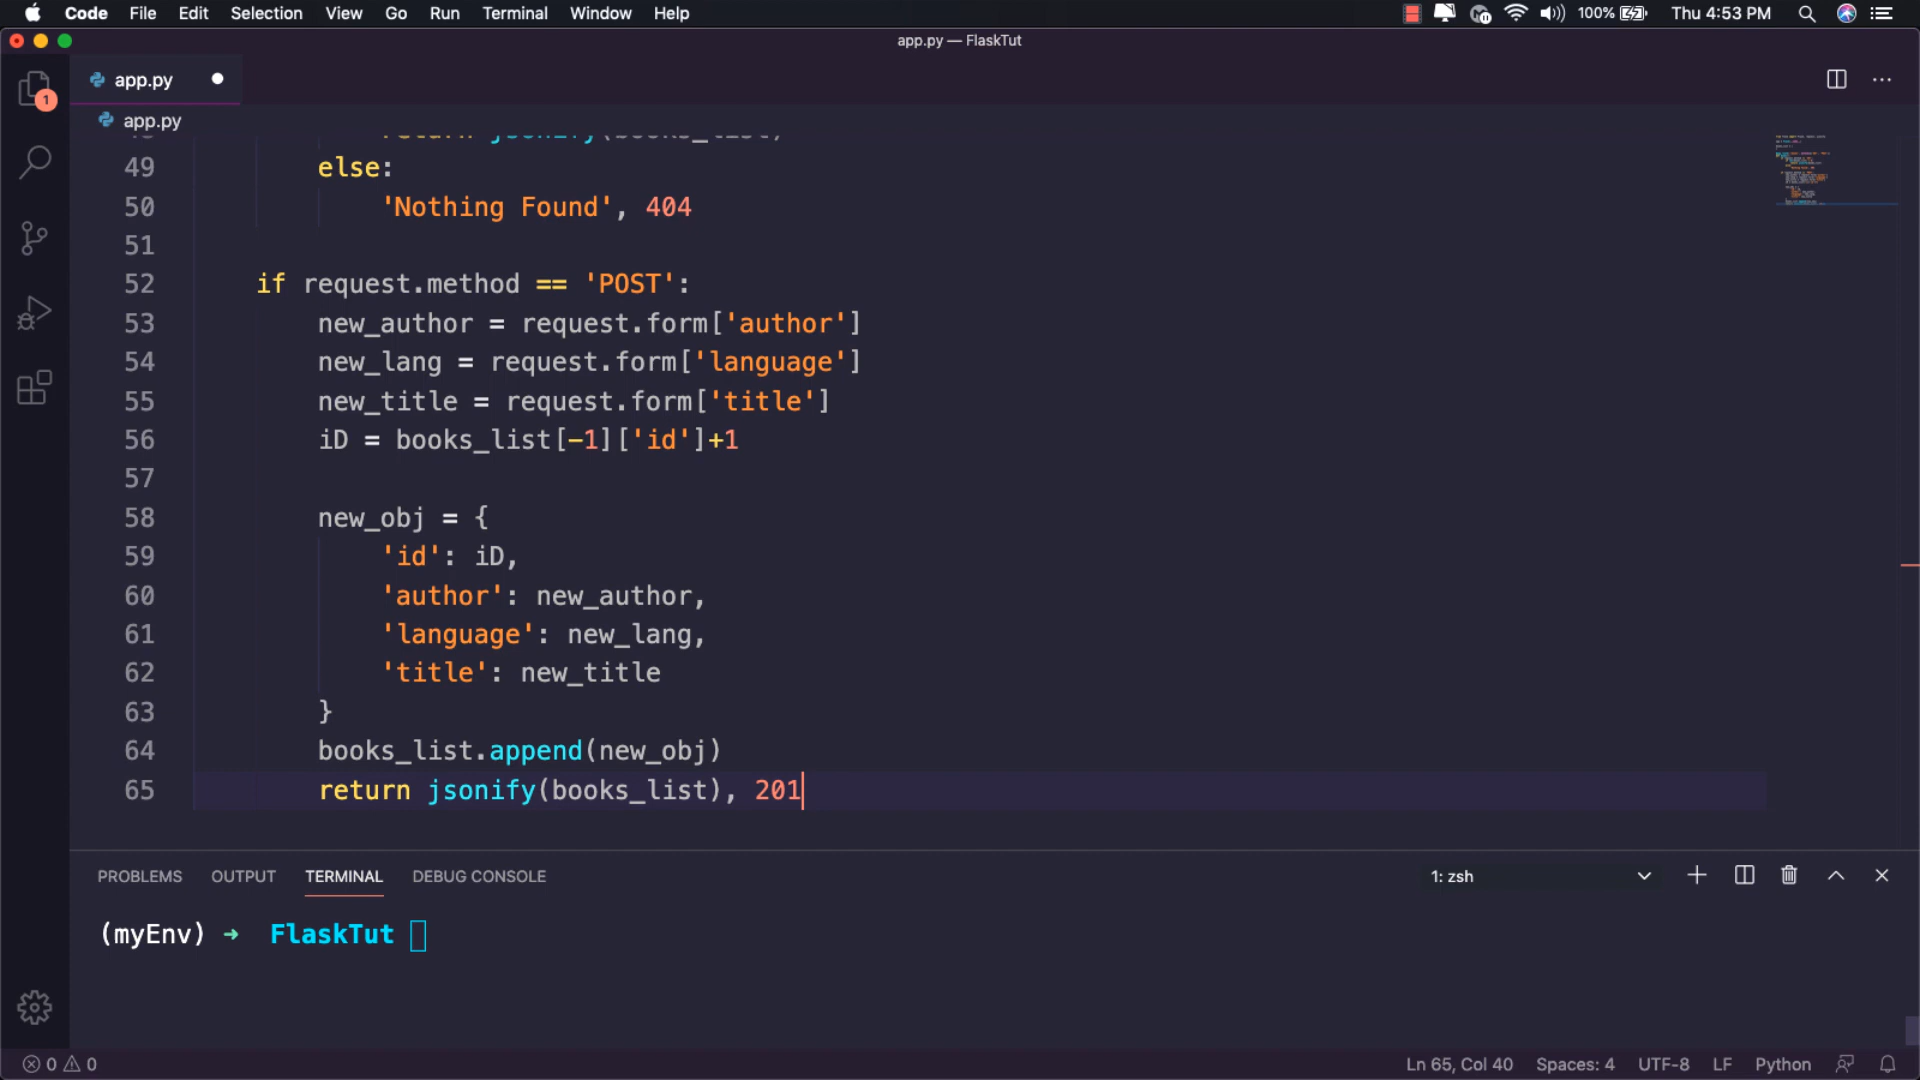 Code File Edit Selection View Go Run Terminal Window Help 100% Thu 4:53 PM
app.py — FlaskTut
1 app.py
app.py
return jsonify(books_list)
49 else:
50 'Nothing Found', 404
51
52 if request.method == 'POST':
53 new_author = request.form['author']
54 new_lang = request.form['language']
55 new_title = request.form['title']
56 iD = books_list[-1]['id']+1
57
58 new_obj = {
59 'id': iD,
60 'author': new_author,
61 'language': new_lang,
62 'title': new_title
63 }
64 books_list.append(new_obj)
65 return jsonify(books_list), 201
PROBLEMS OUTPUT TERMINAL DEBUG CONSOLE 1: zsh
(myEnv) ➜ FlaskTut
0 0 Ln 65, Col 40 Spaces: 4 UTF-8 LF Python